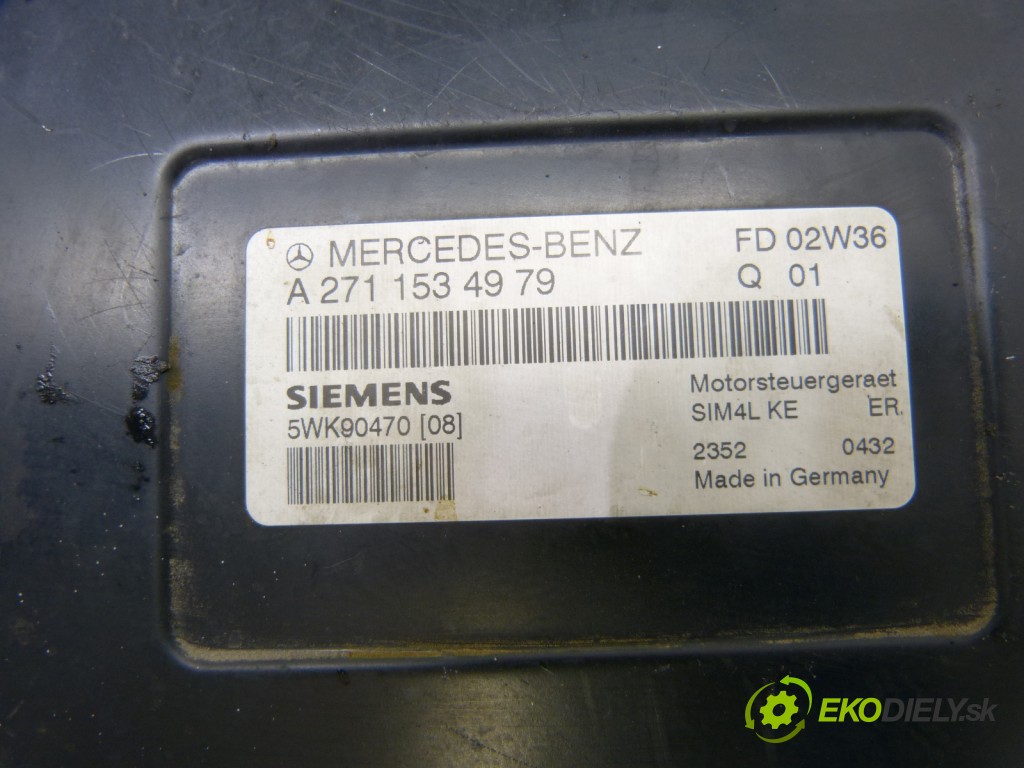 MERCEDES-BENZ FD 02W36
A 271 153 49 79 Q 01
SIEMENS Motorsteuergeraet
5WK90470 [08] SIM4L KE ER.
2352 0432
Made in Germany
EKODIELY.sk